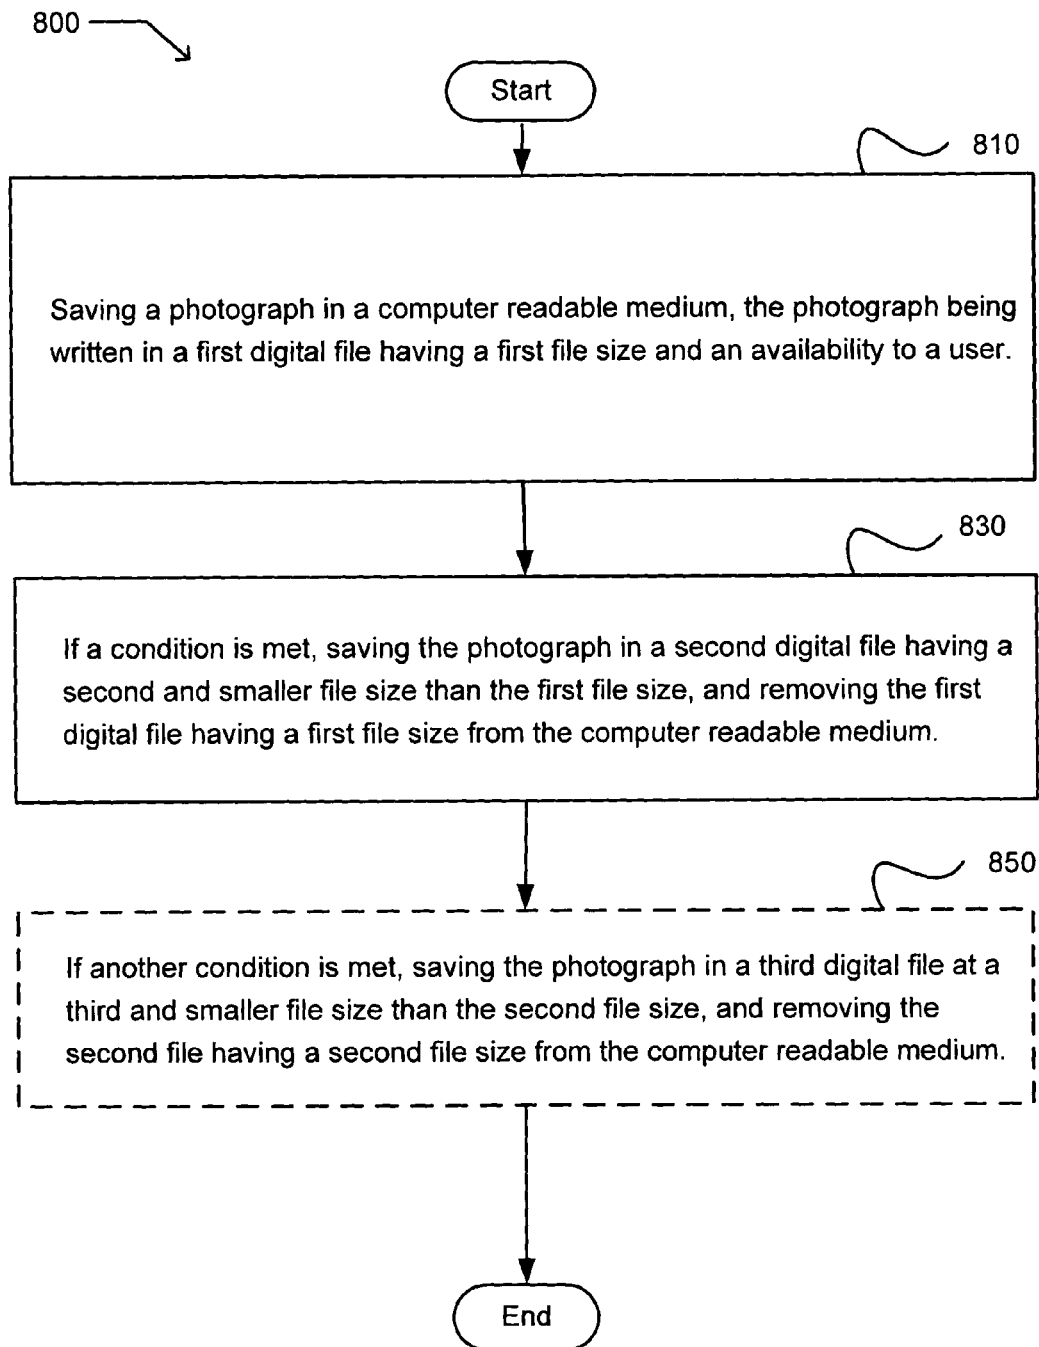 800
Start
810
Saving a photograph in a computer readable medium, the photograph being
written in a first digital file having a first file size and an availability to a user.
830
If a condition is met, saving the photograph in a second digital file having a
second and smaller file size than the first file size, and removing the first
digital file having a first file size from the computer readable medium.
850
If another condition is met, saving the photograph in a third digital file at a
third and smaller file size than the second file size, and removing the
second file having a second file size from the computer readable medium.
End